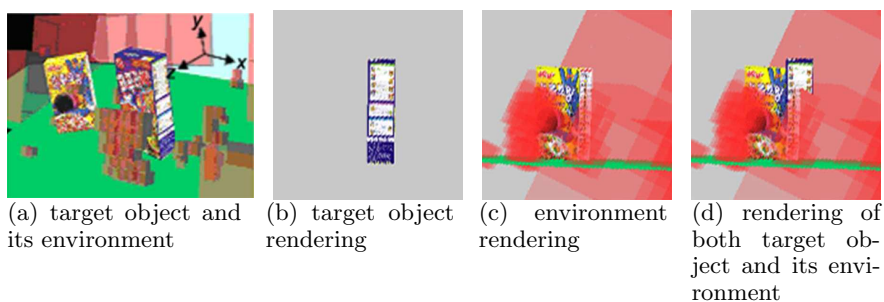 y
x
z
(a) target object and
its environment
(b) target object
rendering
(c) environment
rendering
(d) rendering of
both target ob-
ject and its envi-
ronment